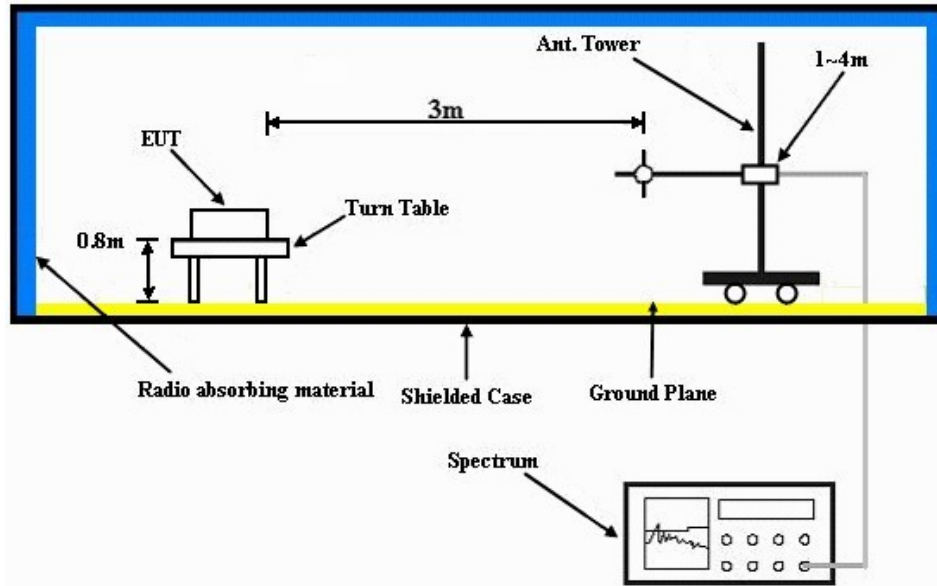 Ant. Tower
1~4m
3m
EUT
Turn Table
0.8m
Radio absorbing material
Shielded Case
Ground Plane
Spectrum